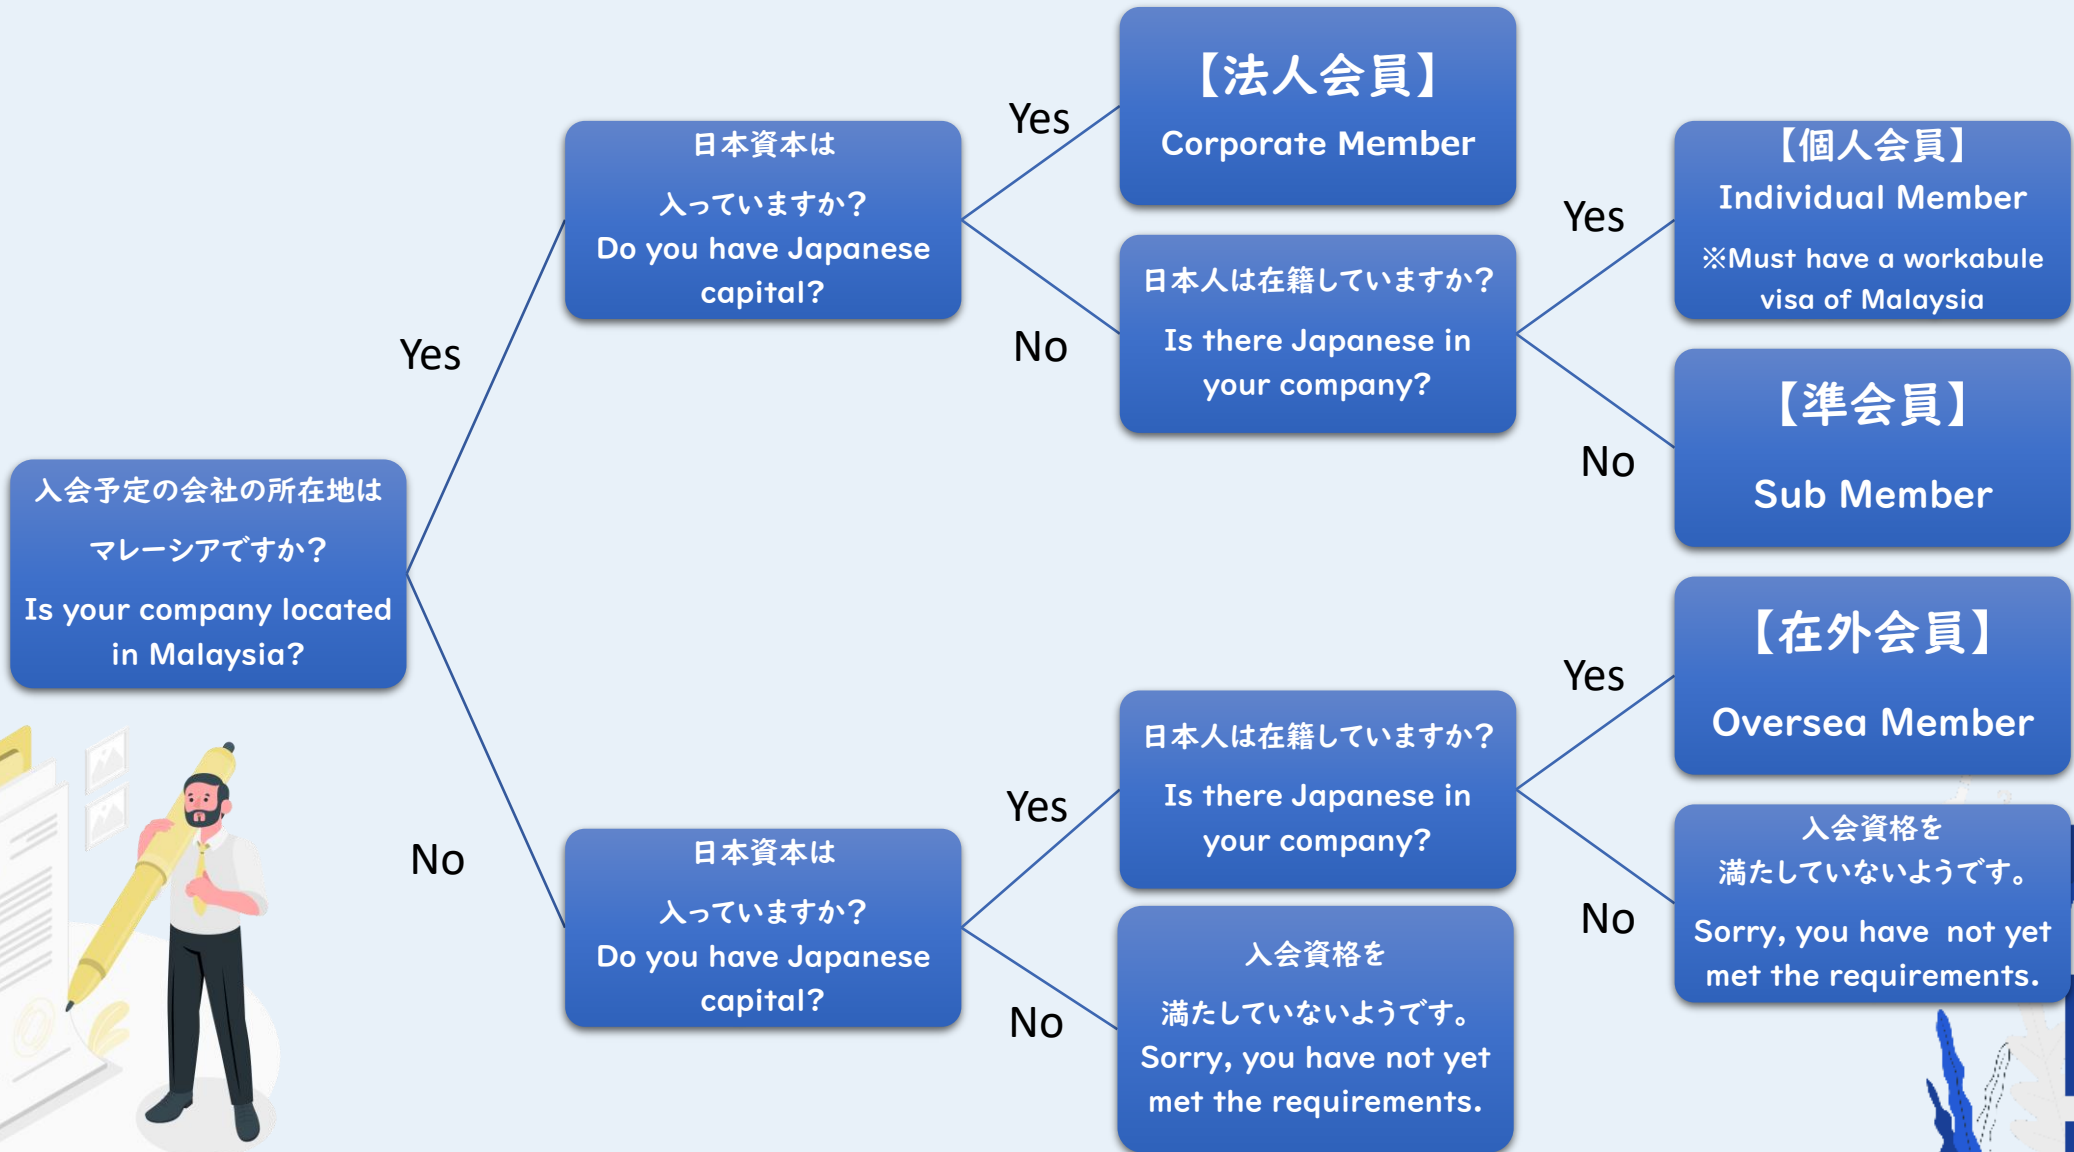 入会予定の会社の所在地は
マレーシアですか?
Is your company located
in Malaysia?
Yes
No
日本資本は
入っていますか?
Do you have Japanese
capital?
Yes
No
【法人会員】
Corporate Member
日本人は在籍していますか?
Is there Japanese in
your company?
Yes
No
【個人会員】
Individual Member
※Must have a workabule
visa of Malaysia
【準会員】
Sub Member
日本資本は
入っていますか?
Do you have Japanese
capital?
Yes
No
日本人は在籍していますか?
Is there Japanese in
your company?
Yes
No
【在外会員】
Oversea Member
入会資格を
満たしていないようです。
Sorry, you have not yet
met the requirements.
入会資格を
満たしていないようです。
Sorry, you have not yet
met the requirements.